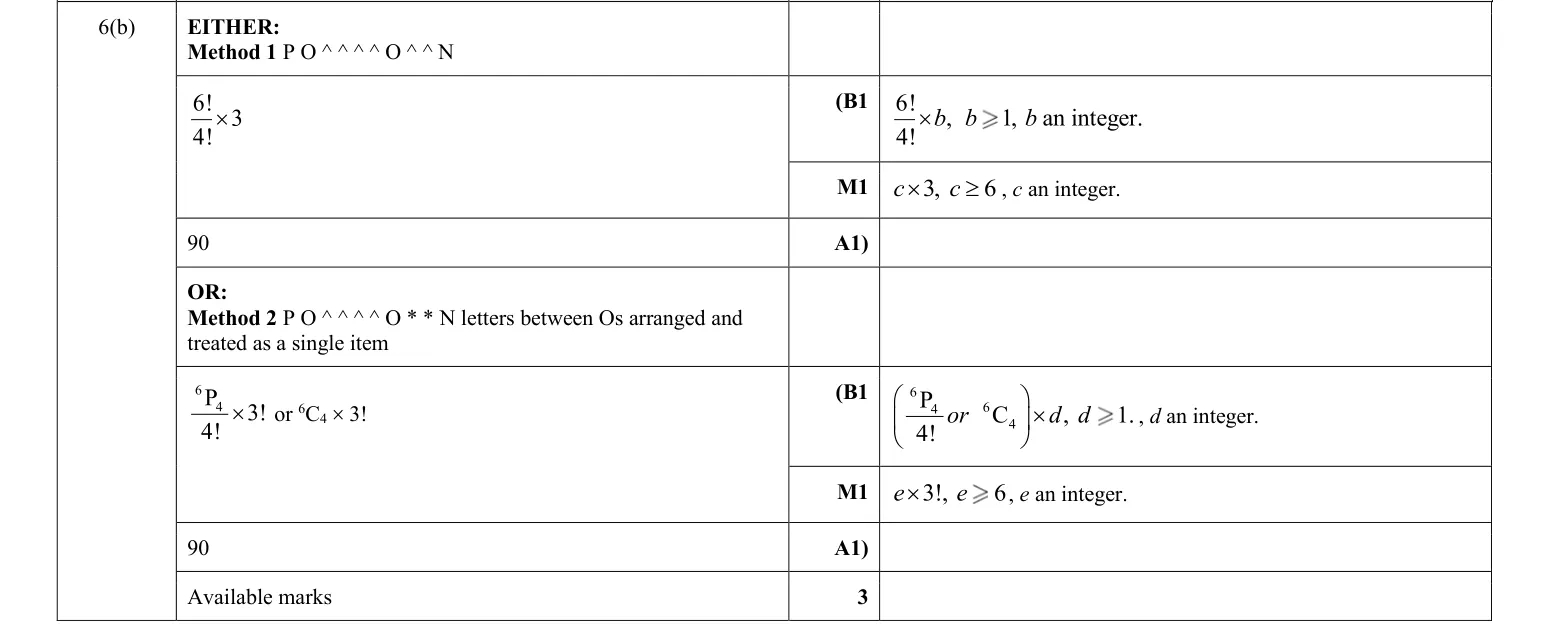 6(b) EITHER:
Method 1 P O ^ ^ ^ ^ O ^ ^ N
6!/4! × 3 (B1 6!/4! × b, b ⩾ 1, b an integer.
M1 c × 3, c ≥ 6 , c an integer.
90 A1)
OR:
Method 2 P O ^ ^ ^ ^ O * * N letters between Os arranged and
treated as a single item
⁶P₄/4! × 3! or ⁶C₄ × 3! (B1 (⁶P₄/4! or ⁶C₄) × d, d ⩾ 1. , d an integer.
M1 e × 3!, e ⩾ 6, e an integer.
90 A1)
Available marks 3